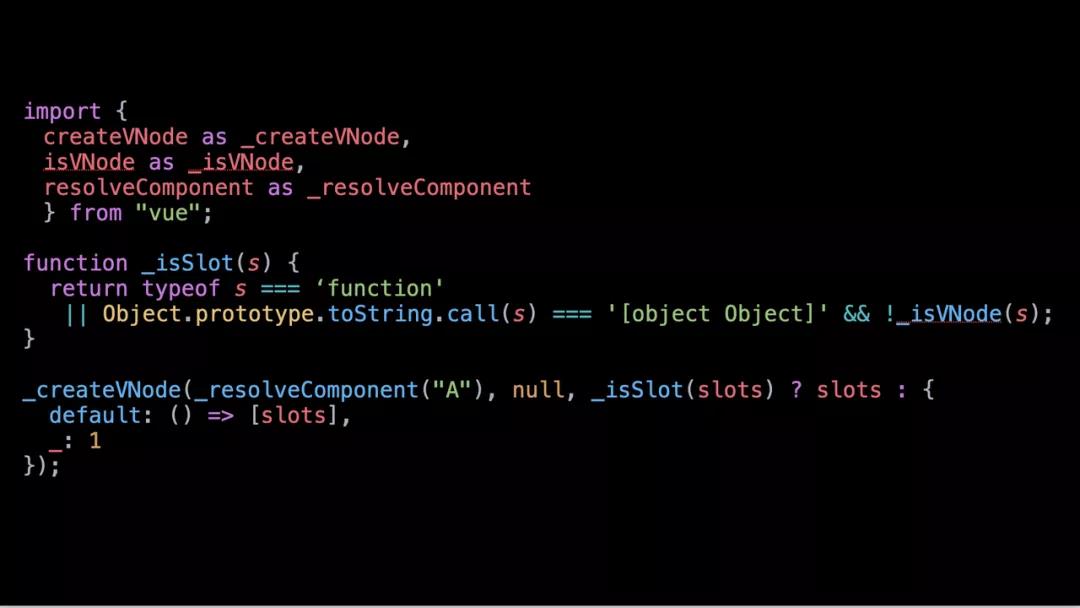 import {
createVNode as _createVNode,
isVNode as _isVNode,
resolveComponent as _resolveComponent
} from "vue";
function _isSlot(s) {
return typeof s === ‘function'
|| Object.prototype.toString.call(s) === '[object Object]' && !_isVNode(s);
}
_createVNode(_resolveComponent("A"), null, _isSlot(slots) ? slots : {
default: () => [slots],
_: 1
});